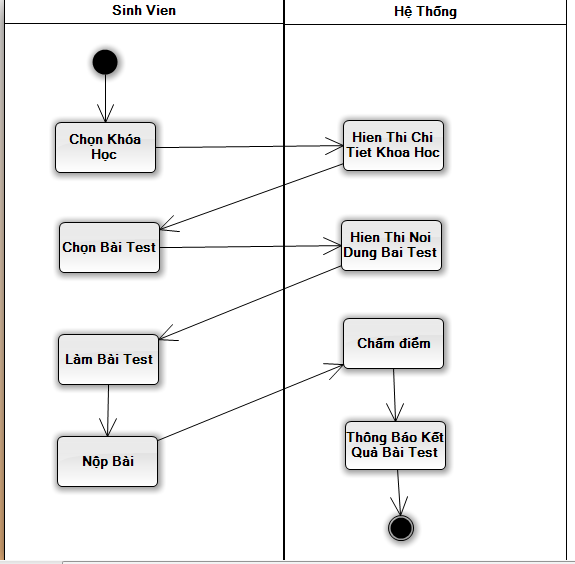 Sinh Vien
Hệ Thống
Chọn Khóa
Học
Hien Thi Chi
Tiet Khoa Hoc
Chọn Bài Test
Hien Thi Noi
Dung Bai Test
Làm Bài Test
Chấm điểm
Nộp Bài
Thông Báo Kết
Quả Bài Test